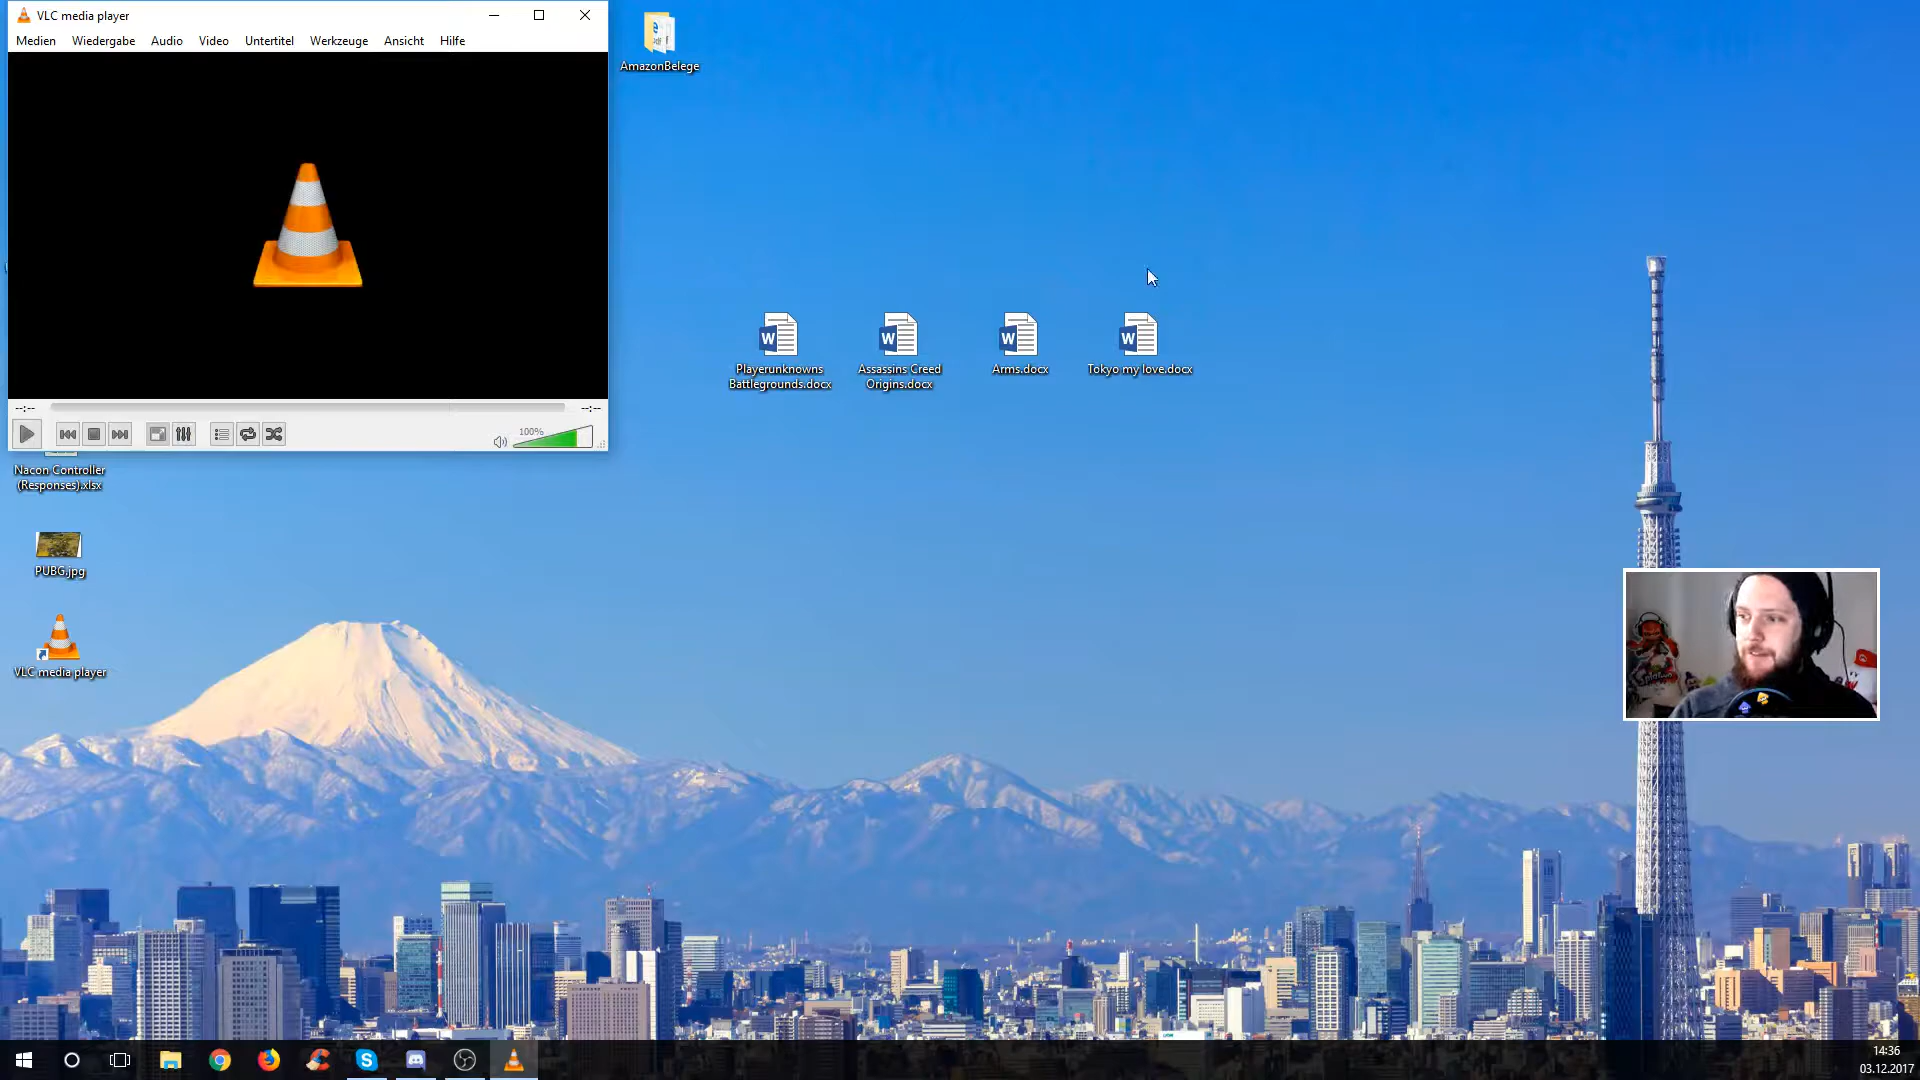 VLC media player
Medien Wiedergabe Audio Video Untertitel Werkzeuge Ansicht Hilfe
--:-- --:--
100%
AmazonBelege
Playerunknowns
Battlegrounds.docx
Assassins Creed
Origins.docx
Arms.docx
Tokyo my love.docx
Nacon Controller
(Responses).xlsx
PUBG.jpg
VLC media player
14:36
03.12.2017